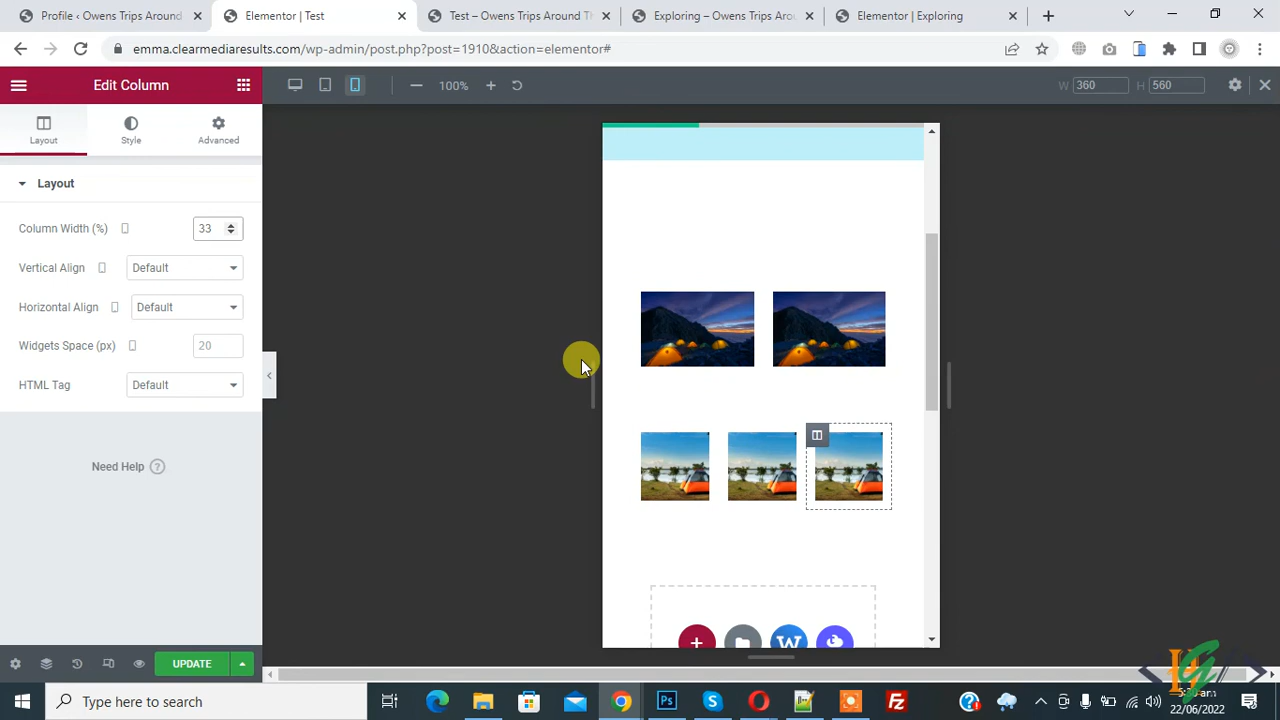 Profile ‹ Owens Trips Around
Elementor | Test
Test – Owens Trips Around Th
Exploring – Owens Trips Arou
Elementor | Exploring
emma.clearmediaresults.com/wp-admin/post.php?post=1910&action=elementor#
Edit Column
100%
W 360
H 560
Layout
Style
Advanced
Layout
Column Width (%)
33
Vertical Align
Default
Horizontal Align
Default
Widgets Space (px)
20
HTML Tag
Default
Need Help ?
UPDATE
Type here to search
22/06/2022